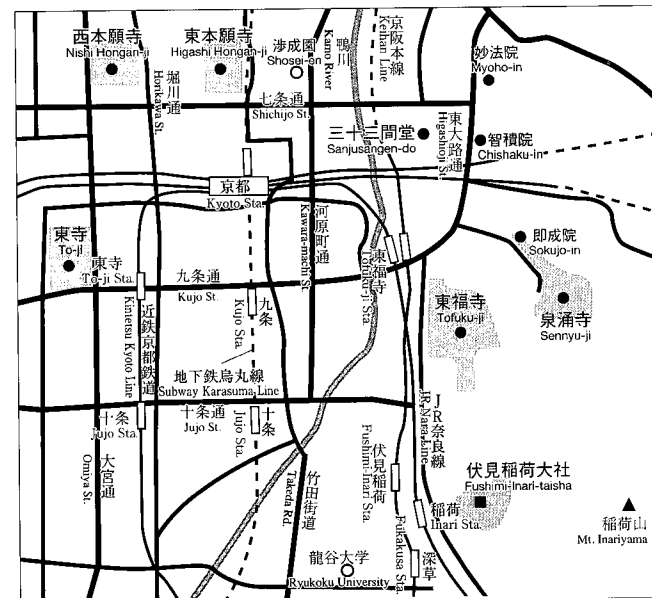 西本願寺
Nishi Hongan-ji
東本願寺
Higashi Hongan-ji
渉成園
Shosei-en
鴨川
Kamo River
京阪本線
Keihan Line
妙法院
Myoho-in
堀川通
Horikawa St.
七条通
Shichijo St.
三十三間堂
Sanjusangen-do
東大路通
Higashioji St.
智積院
Chishaku-in
京都
Kyoto Sta.
河原町通
Kawara-machi St.
東寺
To-ji
東寺
To-ji Sta.
九条通
Kujo St.
東福寺
Tofuku-ji Sta.
即成院
Sokujo-in
泉涌寺
Sennyu-ji
東福寺
Tofuku-ji
近鉄京都鉄道
Kinietsu Kyoto Line
九条
Kujo Sta.
地下鉄烏丸線
Subway Karasuma Line
十条
Jujo Sta.
十条通
Jujo St.
十条
Jujo Sta.
大宮通
Omiya St.
竹田街道
Takeda Rd.
伏見稲荷
Fushimi-Inari Sta.
JR奈良線
JR Nara Line
伏見稲荷大社
Fushimi-Inari-taisha
稲荷
Inari Sta.
稲荷山
Mt. Inariyama
深草
Fukakusa Sta.
龍谷大学
Ryukoku University